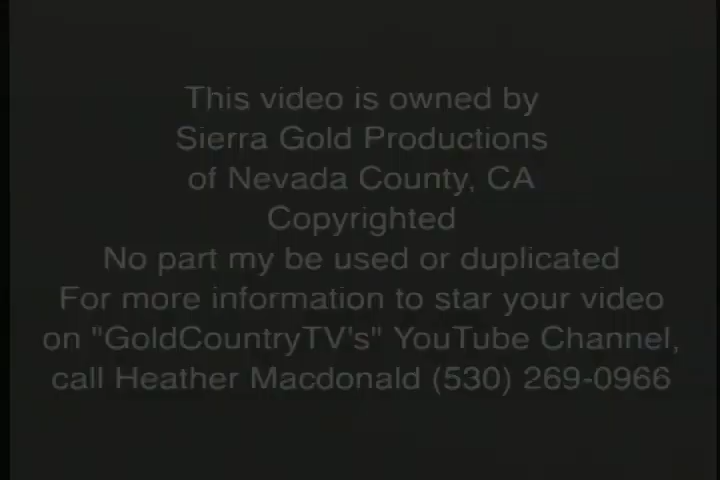 This video is owned by
Sierra Gold Productions
of Nevada County, CA
Copyrighted
No part my be used or duplicated
For more information to star your video
on "GoldCountryTV's" YouTube Channel,
call Heather Macdonald (530) 269-0966